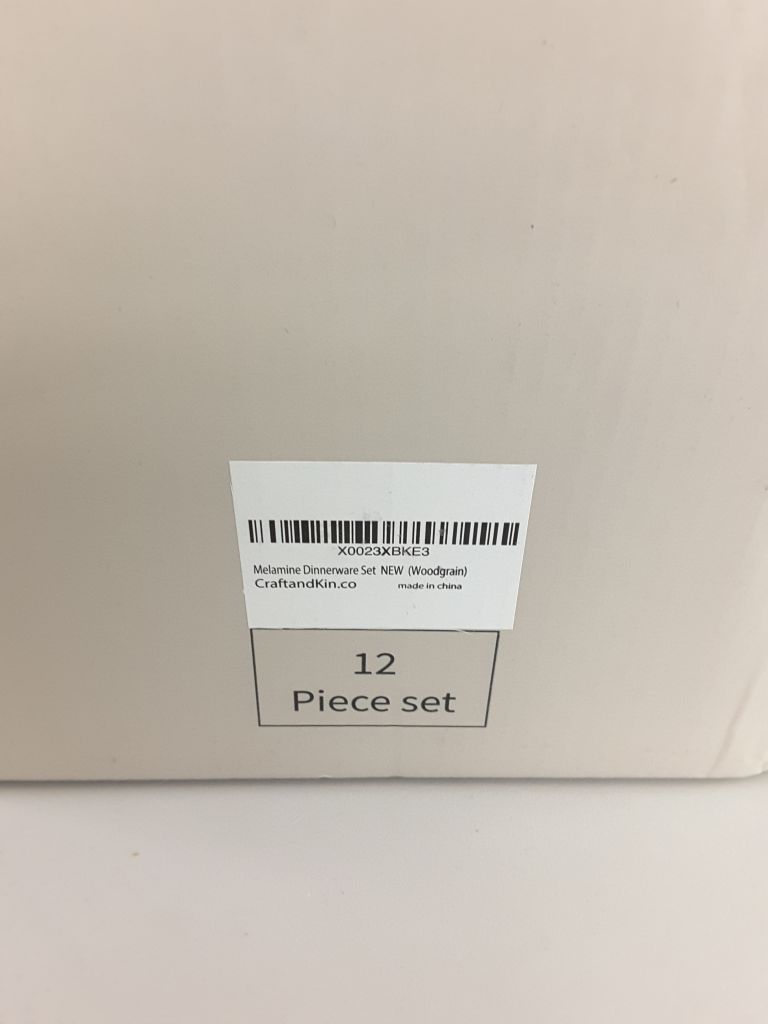 X0023XBKE3
Melamine Dinnerware Set NEW (Woodgrain)
CraftandKin.co made in china
12
Piece set